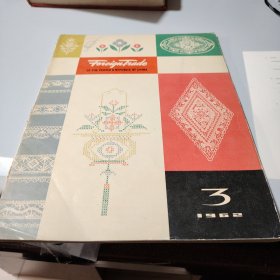 Foreign Trade
OF THE PEOPLE'S REPUBLIC OF CHINA
3
1962